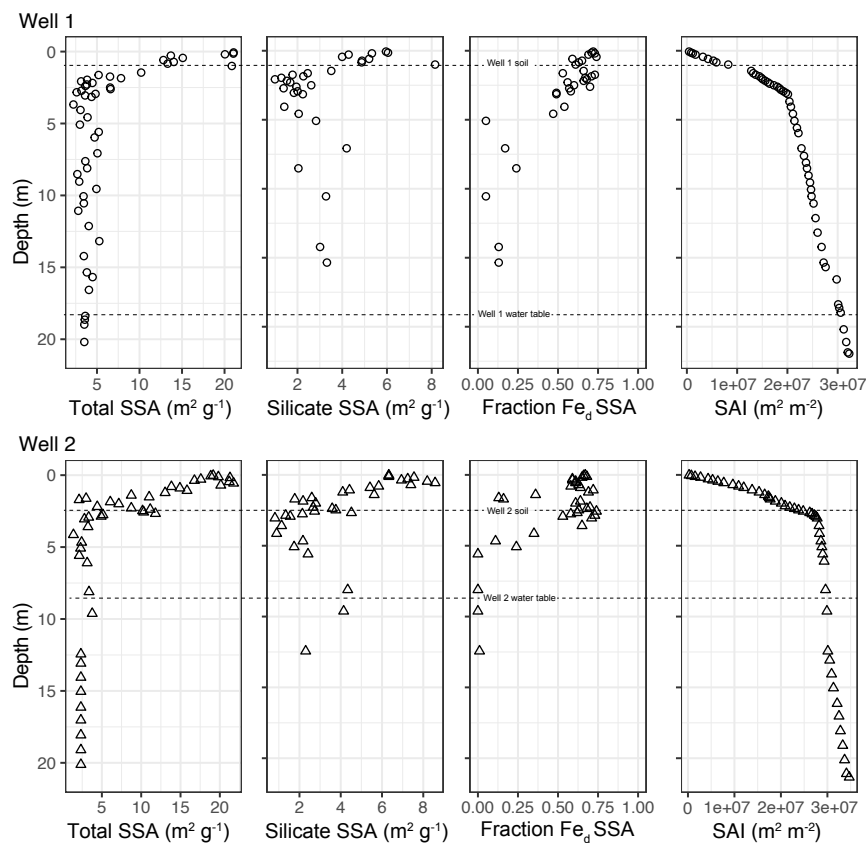 Well 1
0
5
10
15
20
Depth (m)
Well 1 soil
Well 1 water table
5 10 15 20
2 4 6 8
0.00 0.25 0.50 0.75 1.00
0 1e+07 2e+07 3e+07
Total SSA (m² g⁻¹)
Silicate SSA (m² g⁻¹)
Fraction Fe_d SSA
SAI (m² m⁻²)
Well 2
0
5
10
15
20
Depth (m)
Well 2 soil
Well 2 water table
5 10 15 20
2 4 6 8
0.00 0.25 0.50 0.75 1.00
0 1e+07 2e+07 3e+07
Total SSA (m² g⁻¹)
Silicate SSA (m² g⁻¹)
Fraction Fe_d SSA
SAI (m² m⁻²)